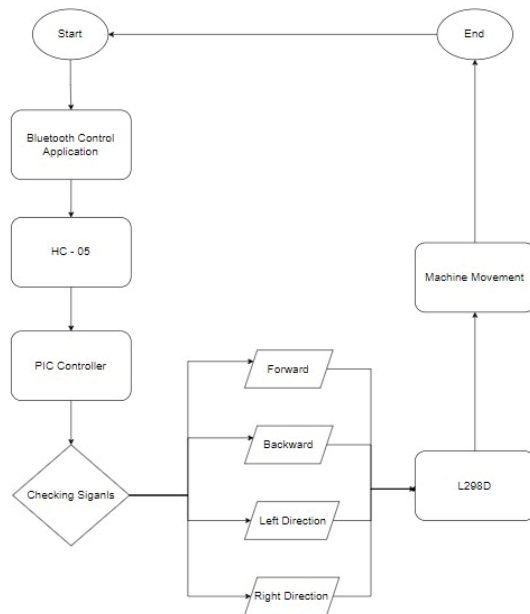 Start
End
Bluetooth Control
Application
HC - 05
Machine Movement
PIC Controller
Forward
Backward
Checking Siganls
L298D
Left Direction
Right Direction